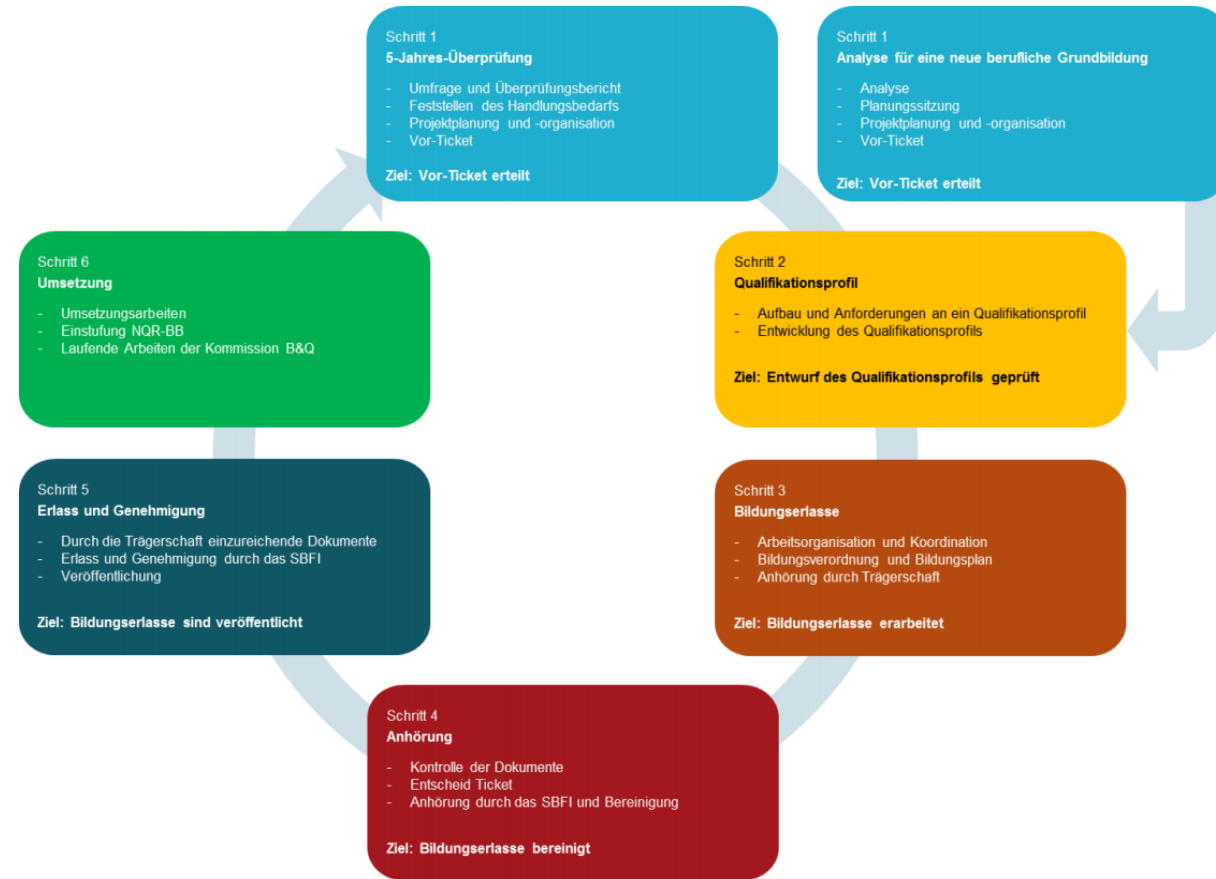 Schritt 1
5-Jahres-Überprüfung
- Umfrage und Überprüfungsbericht
- Feststellen des Handlungsbedarfs
- Projektplanung und -organisation
- Vor-Ticket
Ziel: Vor-Ticket erteilt
Schritt 1
Analyse für eine neue berufliche Grundbildung
- Analyse
- Planungssitzung
- Projektplanung und -organisation
- Vor-Ticket
Ziel: Vor-Ticket erteilt
Schritt 2
Qualifikationsprofil
- Aufbau und Anforderungen an ein Qualifikationsprofil
- Entwicklung des Qualifikationsprofils
Ziel: Entwurf des Qualifikationsprofils geprüft
Schritt 3
Bildungserlasse
- Arbeitsorganisation und Koordination
- Bildungsverordnung und Bildungsplan
- Anhörung durch Trägerschaft
Ziel: Bildungserlasse erarbeitet
Schritt 4
Anhörung
- Kontrolle der Dokumente
- Entscheid Ticket
- Anhörung durch das SBFI und Bereinigung
Ziel: Bildungserlasse bereinigt
Schritt 5
Erlass und Genehmigung
- Durch die Trägerschaft einzureichende Dokumente
- Erlass und Genehmigung durch das SBFI
- Veröffentlichung
Ziel: Bildungserlasse sind veröffentlicht
Schritt 6
Umsetzung
- Umsetzungsarbeiten
- Einstufung NQR-BB
- Laufende Arbeiten der Kommission B&Q